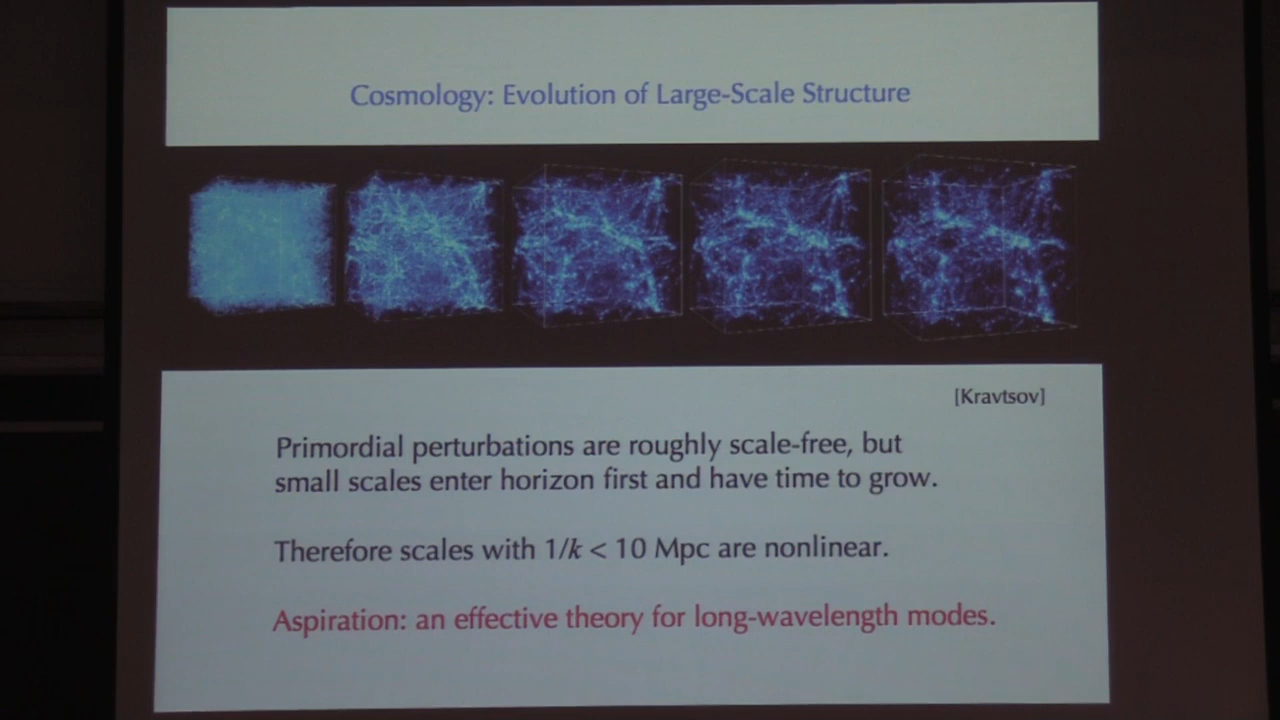 Cosmology: Evolution of Large-Scale Structure
[Kravtsov]
Primordial perturbations are roughly scale-free, but
small scales enter horizon first and have time to grow.
Therefore scales with 1/k < 10 Mpc are nonlinear.
Aspiration: an effective theory for long-wavelength modes.